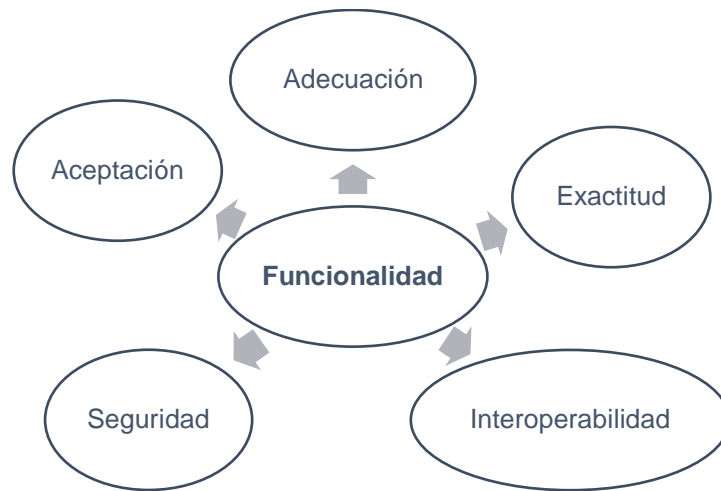 Adecuación
Aceptación
Exactitud
Funcionalidad
Seguridad
Interoperabilidad